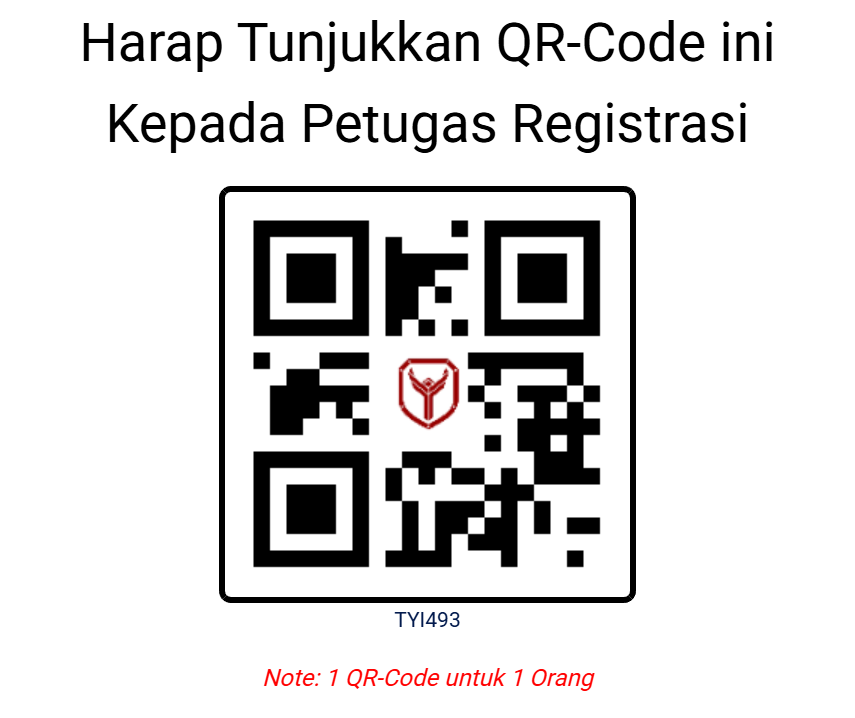 Harap Tunjukkan QR-Code ini
Kepada Petugas Registrasi
TYI493
Note: 1 QR-Code untuk 1 Orang